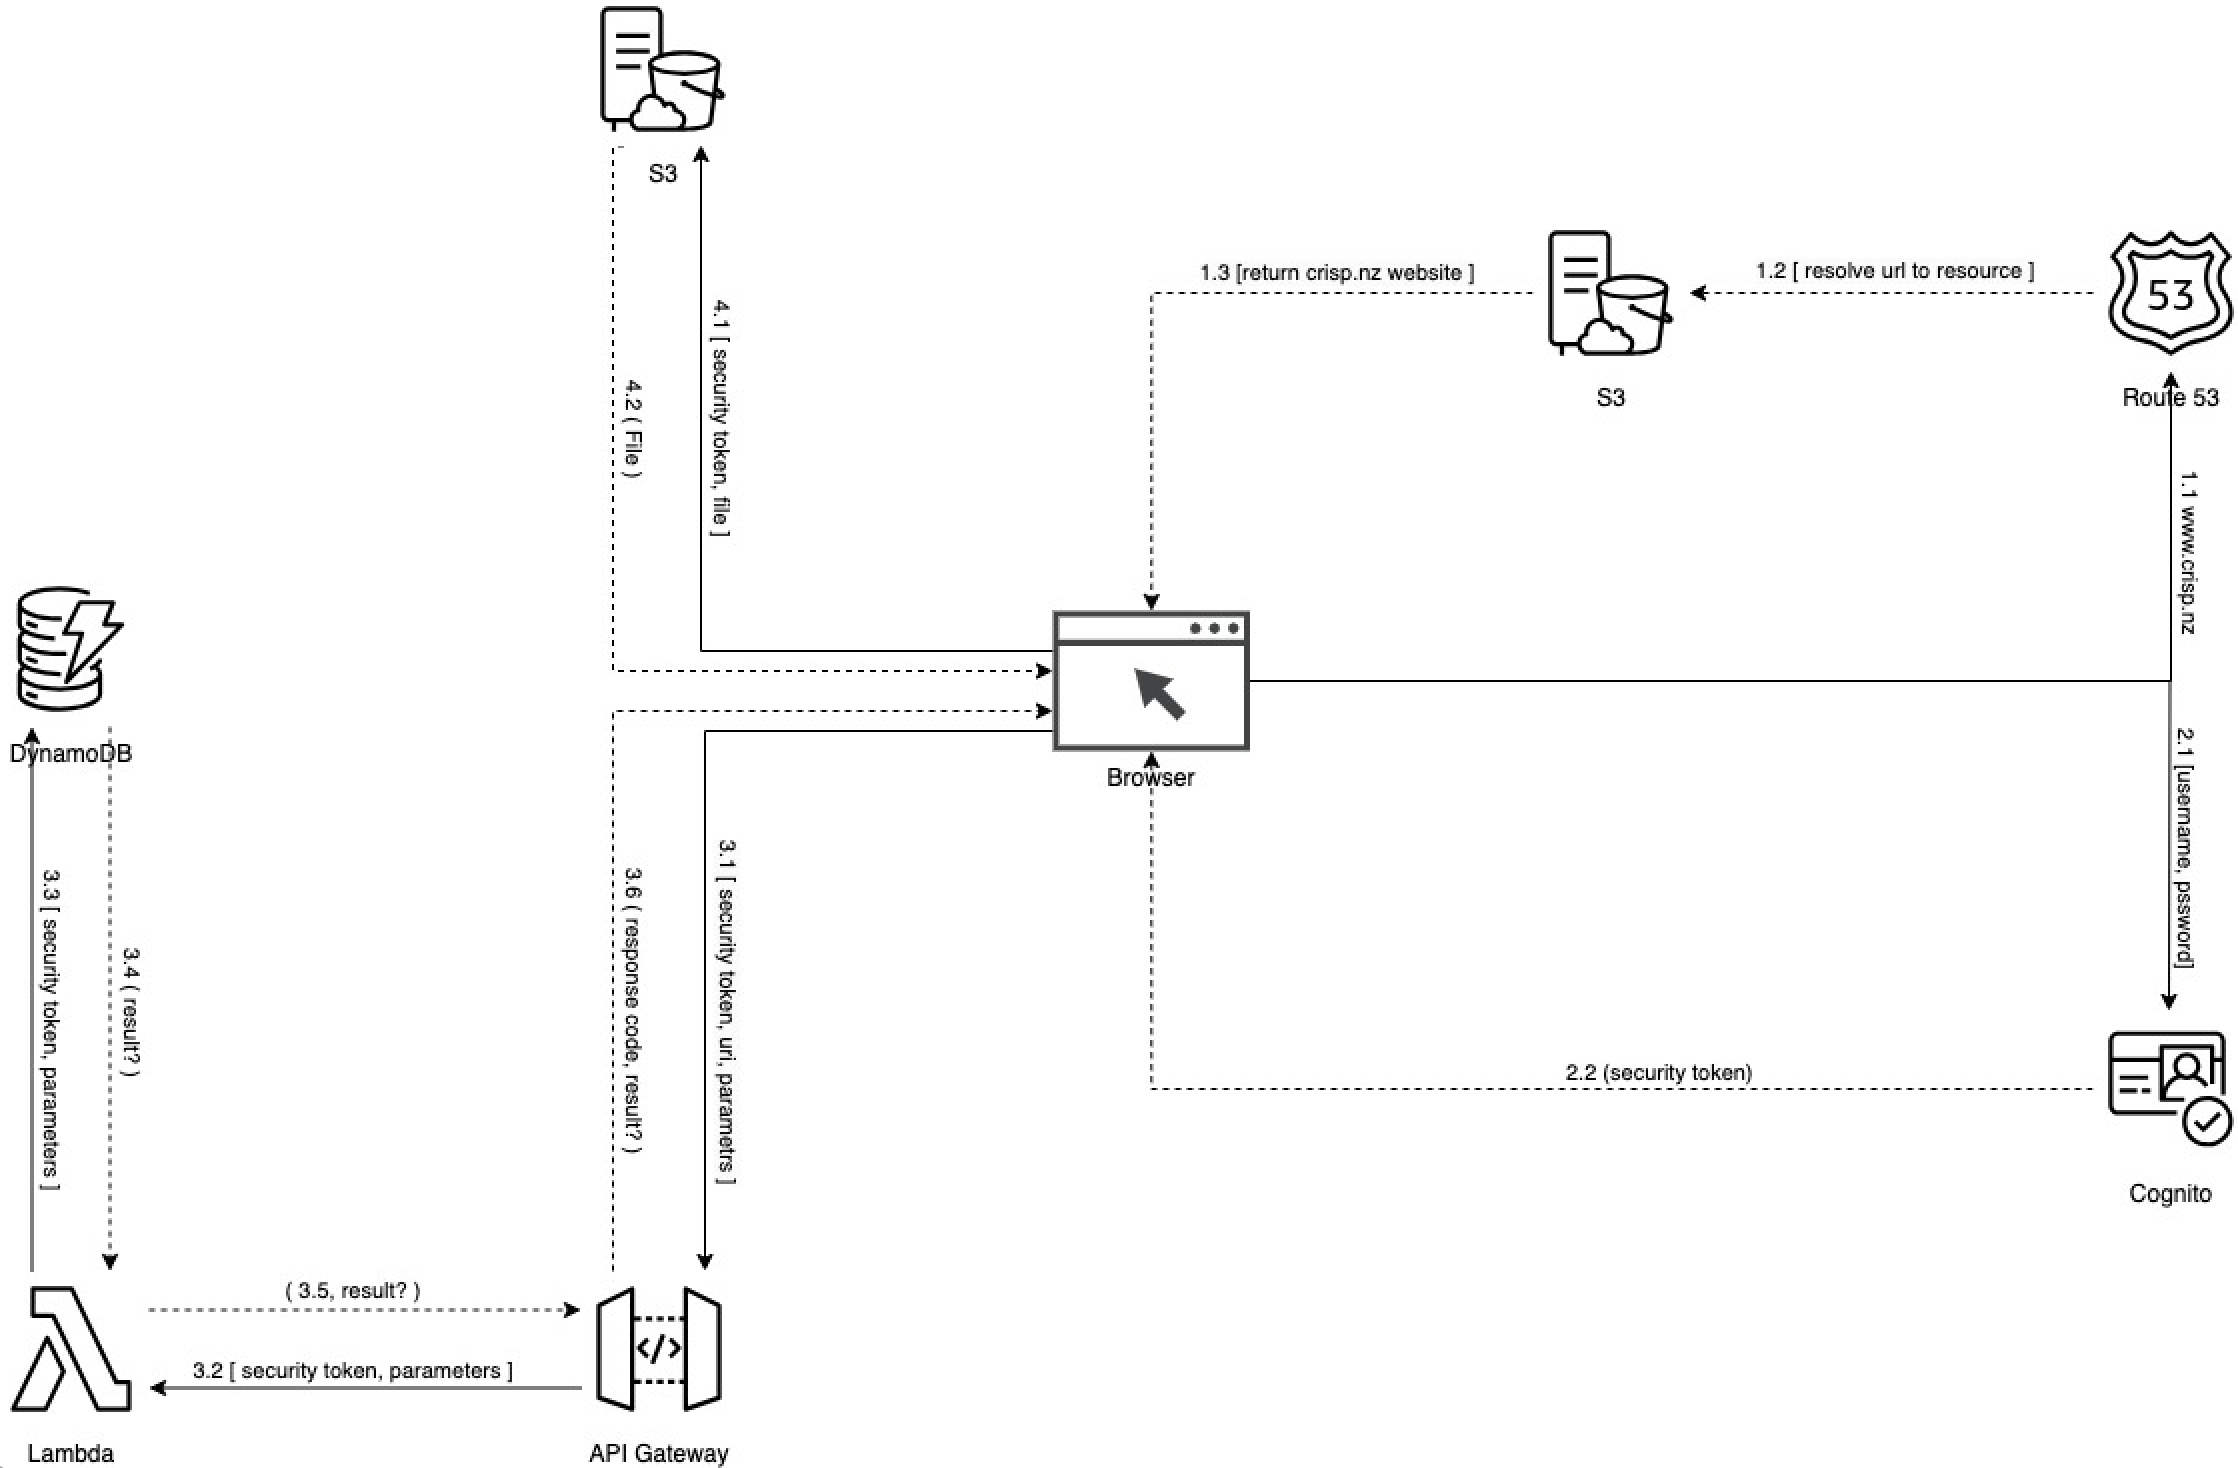 S3
1.3 [return crisp.nz website ]
1.2 [ resolve url to resource ]
53
S3
Route 53
4.1 [ security token, file ]
4.2 ( File )
1.1 www.crisp.nz
DynamoDB
Browser
2.1 [username, pssword]
3.3 [ security token, parameters ]
3.4 ( result? )
3.6 ( response code, result? )
3.1 [ security token, uri, parametrs ]
2.2 (security token)
Cognito
( 3.5, result? )
</>
3.2 [ security token, parameters ]
Lambda
API Gateway